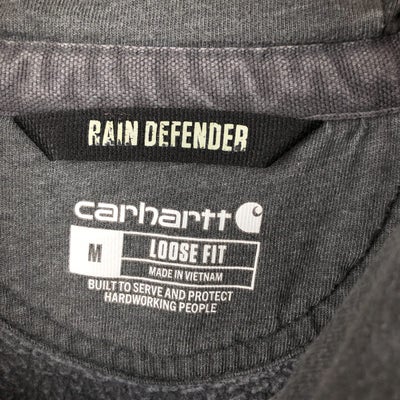 RAIN DEFENDER
carhartt
M
LOOSE FIT
MADE IN VIETNAM
BUILT TO SERVE AND PROTECT
HARDWORKING PEOPLE